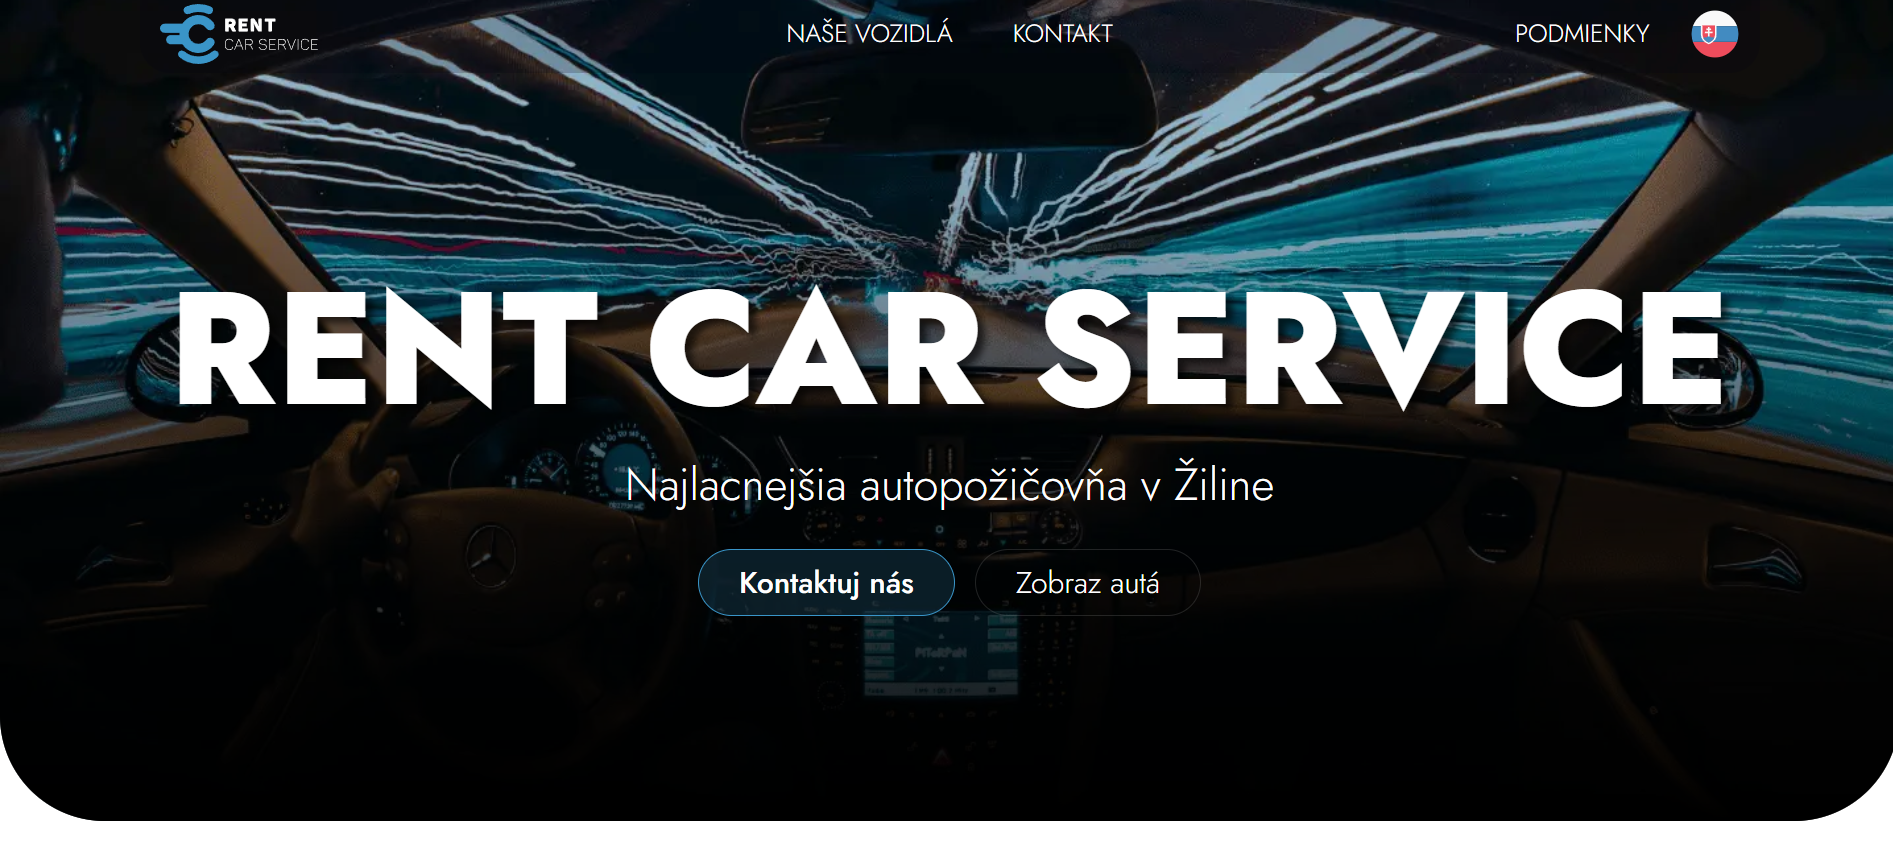 RENT
CAR SERVICE
NAŠE VOZIDLÁ
KONTAKT
PODMIENKY
RENT CAR SERVICE
Najlacnejšia autopožičovňa v Žiline
Kontaktuj nás
Zobraz autá